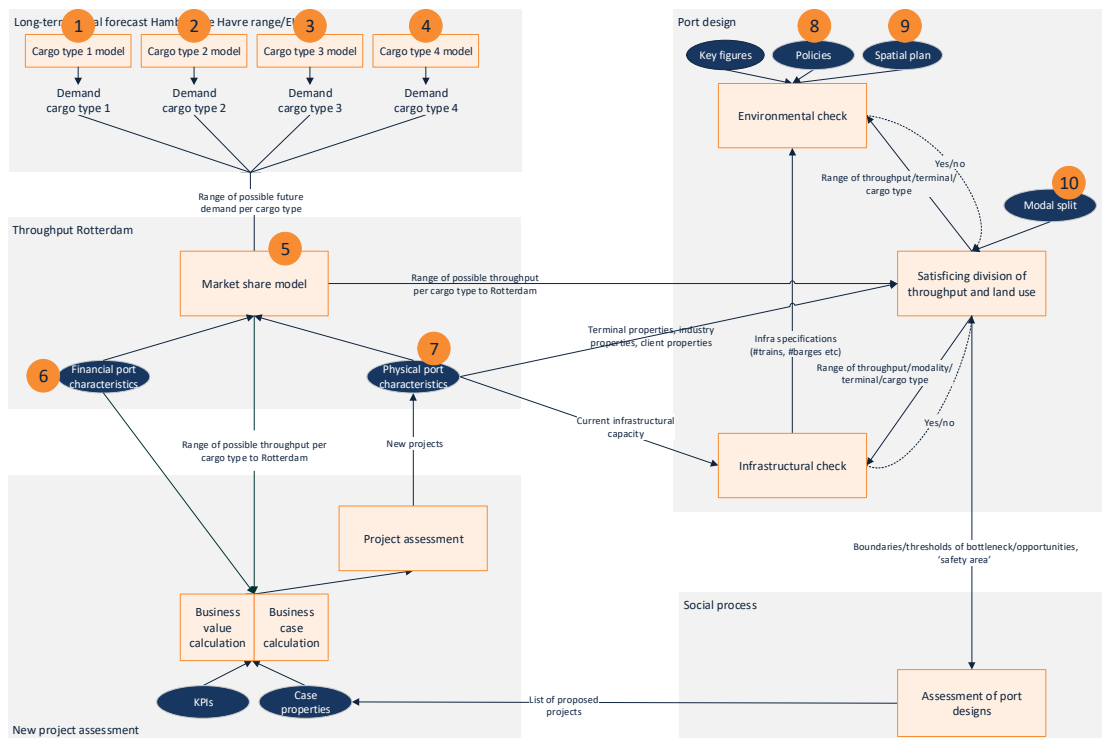 Long-term
Hamb
e Havre range/E
1
2
3
4
Cargo type 1 model
Cargo type 2 model
Cargo type 3 model
Cargo type 4 model
Demand
cargo type 1
Demand
cargo type 2
Demand
cargo type 3
Demand
cargo type 4
Range of possible future
demand per cargo type
Throughput Rotterdam
5
Market share model
Range of possible throughput
per cargo type to Rotterdam
6
Financial port
characteristics
7
Physical port
characteristics
Terminal properties, industry
properties, client properties
Current infrastructural
capacity
Range of possible throughput per
cargo type to Rotterdam
New projects
Project assessment
Business
value
calculation
Business
case
calculation
KPIs
Case
properties
New project assessment
List of proposed
projects
Port design
8
9
Key figures
Policies
Spatial plan
Environmental check
Yes/no
Range of throughput/terminal/
cargo type
10
Modal split
Satisficing division of
throughput and land use
Infra specifications
(#trains, #barges etc)
Range of throughput/modality/
terminal/cargo type
Yes/no
Infrastructural check
Boundaries/thresholds of bottleneck/opportunities,
‘safety area’
Social process
Assessment of port
designs